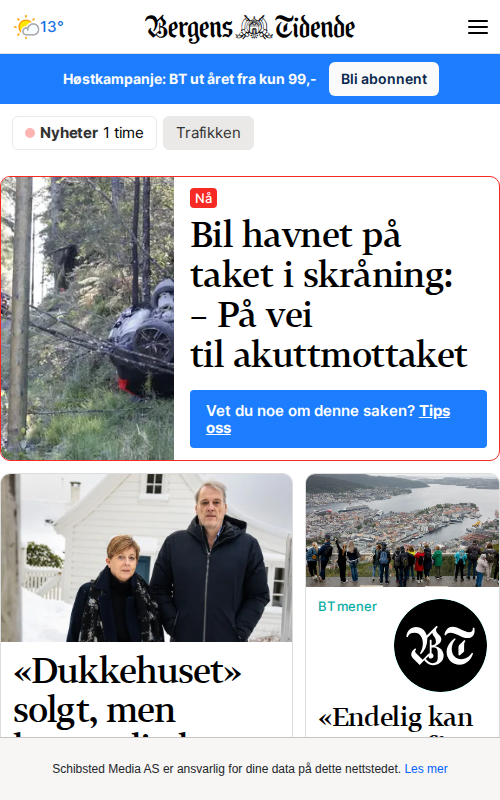 13°
Bergens Tidende
Høstkampanje: BT ut året fra kun 99,-
Bli abonnent
Nyheter 1 time
Trafikken
Nå
Bil havnet på
taket i skråning:
– På vei
til akuttmottaket
Vet du noe om denne saken? Tips
oss
«Dukkehuset»
solgt, men
BT mener
BT
«Endelig kan
Schibsted Media AS er ansvarlig for dine data på dette nettstedet. Les mer